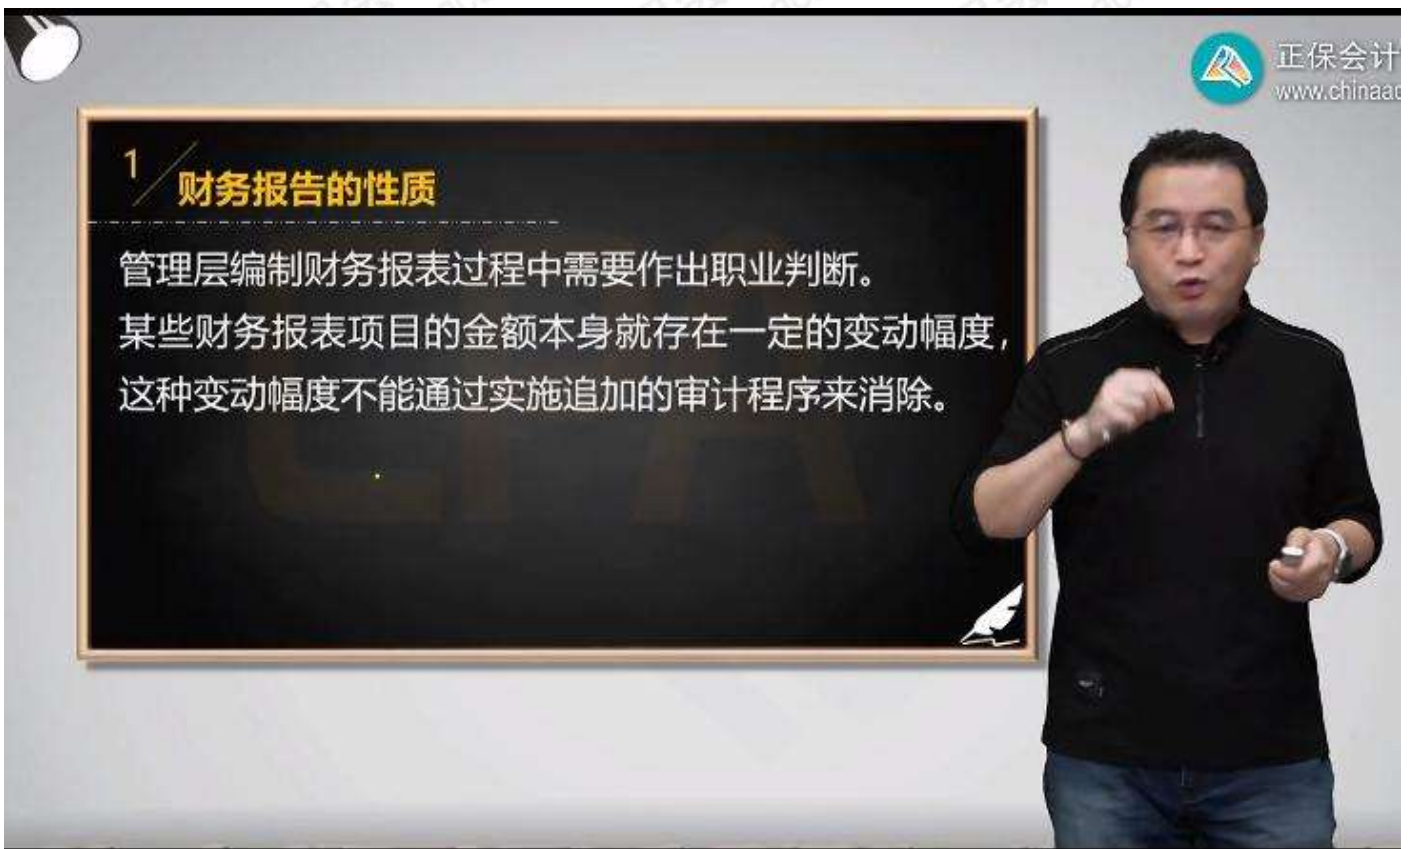 正保会计
www.chinaac
1
财务报告的性质
管理层编制财务报表过程中需要作出职业判断。
某些财务报表项目的金额本身就存在一定的变动幅度，
这种变动幅度不能通过实施追加的审计程序来消除。
CPA